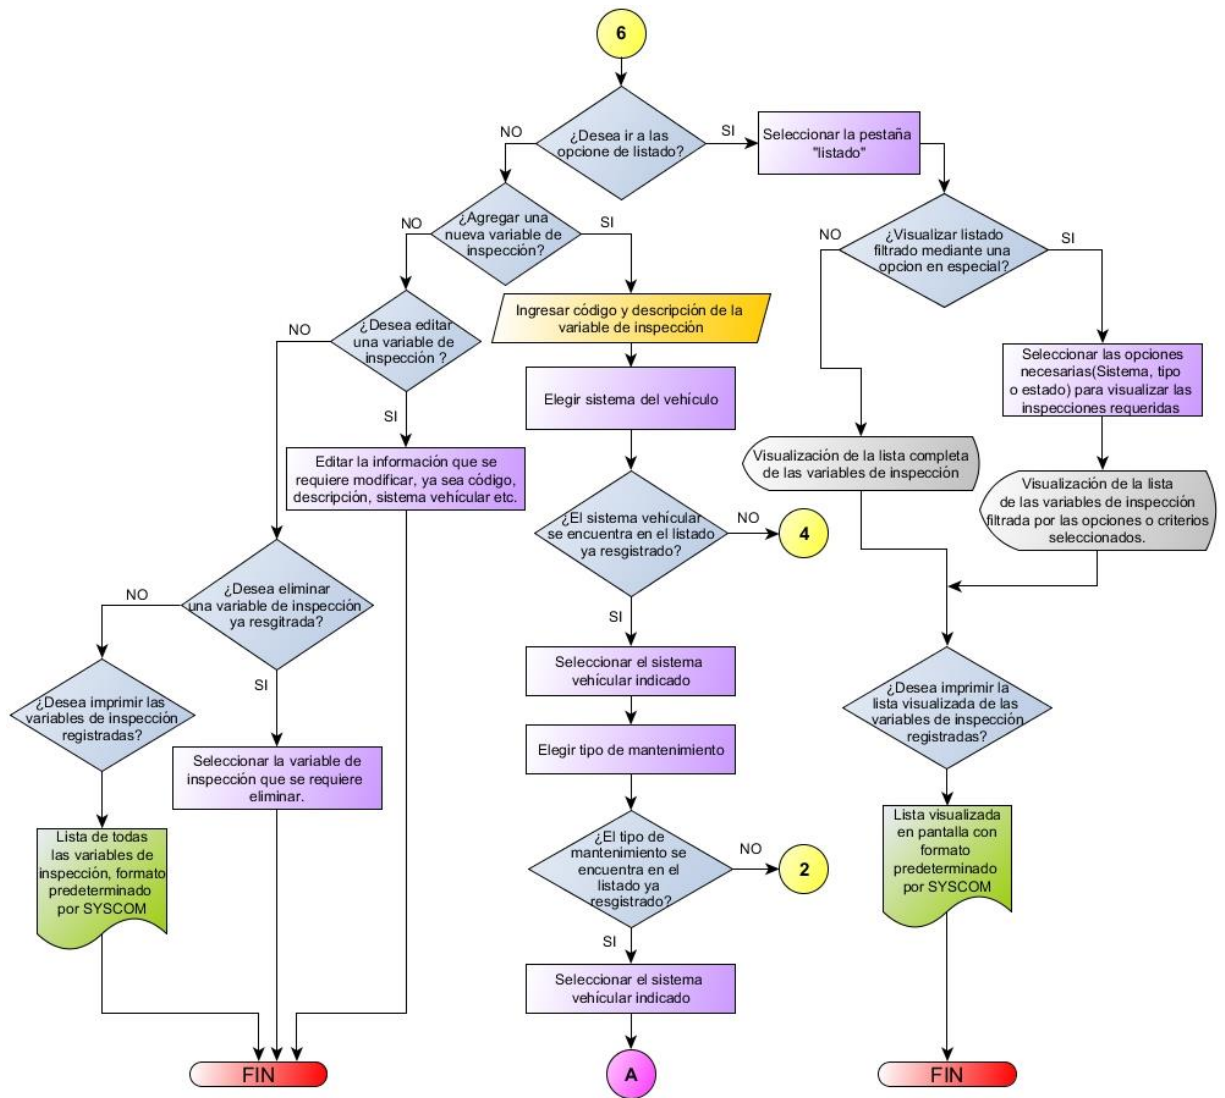 6
¿Desea ir a las
opcione de listado?
NO
SI
Seleccionar la pestaña
"listado"
¿Agregar una
nueva variable de
inspección?
NO
SI
¿Visualizar listado
filtrado mediante una
opcion en especial?
NO
SI
Ingresar código y descripción de la
variable de inspección
¿Desea editar
una variable de
inspección ?
NO
SI
Seleccionar las opciones
necesarias(Sistema, tipo
o estado) para visualizar las
inspecciones requeridas
Elegir sistema del vehículo
Editar la información que se
requiere modificar, ya sea código,
descripción, sistema vehícular etc.
Visualización de la lista completa
de las variables de inspección
Visualización de la lista
de las variables de inspección
filtrada por las opciones o criterios
seleccionados.
¿El sistema vehícular
se encuentra en el listado
ya resgistrado?
NO
4
SI
¿Desea eliminar
una variable de inspección
ya resgitrada?
NO
SI
Seleccionar el sistema
vehícular indicado
¿Desea imprimir las
variables de inspección
registradas?
¿Desea imprimir la
lista visualizada de las
variables de inspección
registradas?
Elegir tipo de mantenimiento
Seleccionar la variable de
inspección que se requiere
eliminar.
Lista de todas
las variables de
inspección, formato
predeterminado
por SYSCOM
¿El tipo de
mantenimiento se
encuentra en el
listado ya
resgistrado?
NO
2
SI
Lista visualizada
en pantalla con
formato
predeterminado
por SYSCOM
Seleccionar el sistema
vehícular indicado
FIN
A
FIN